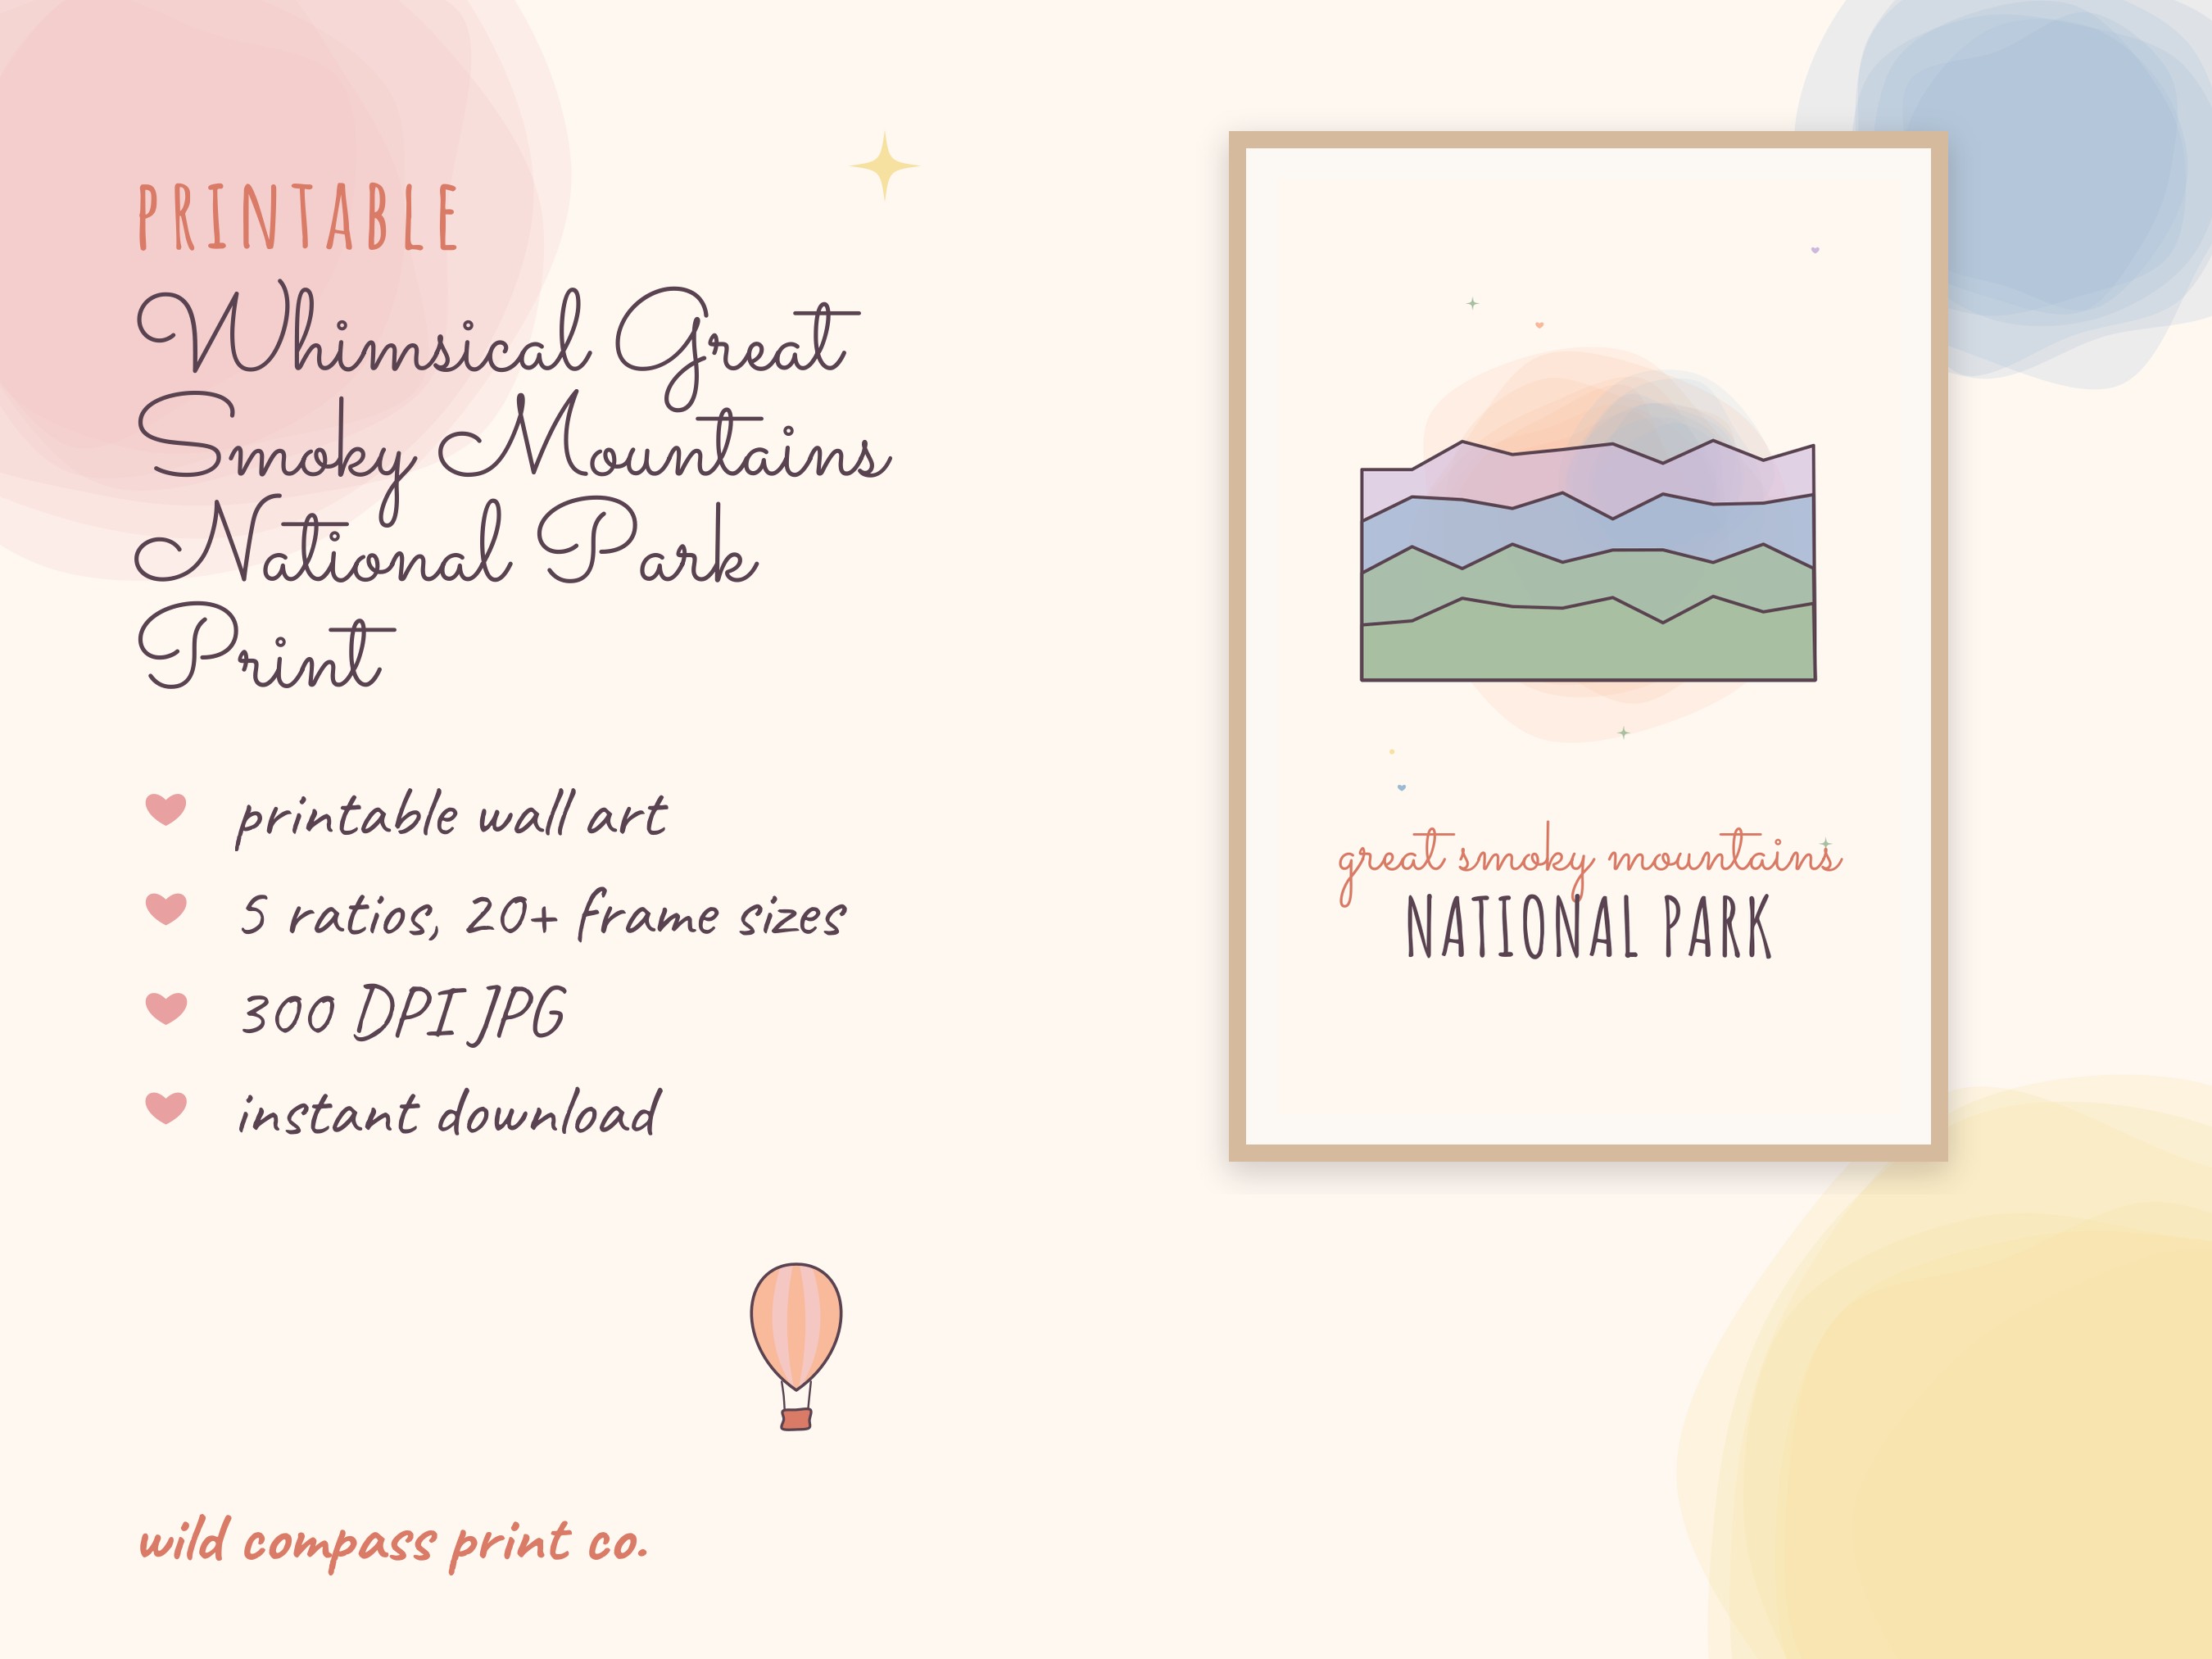 PRINTABLE
Whimsical Great
Smoky Mountains
National Park
Print
printable wall art
5 ratios, 20+ frame sizes
300 DPI JPG
instant download
wild compass print co.
great smoky mountains
NATIONAL PARK